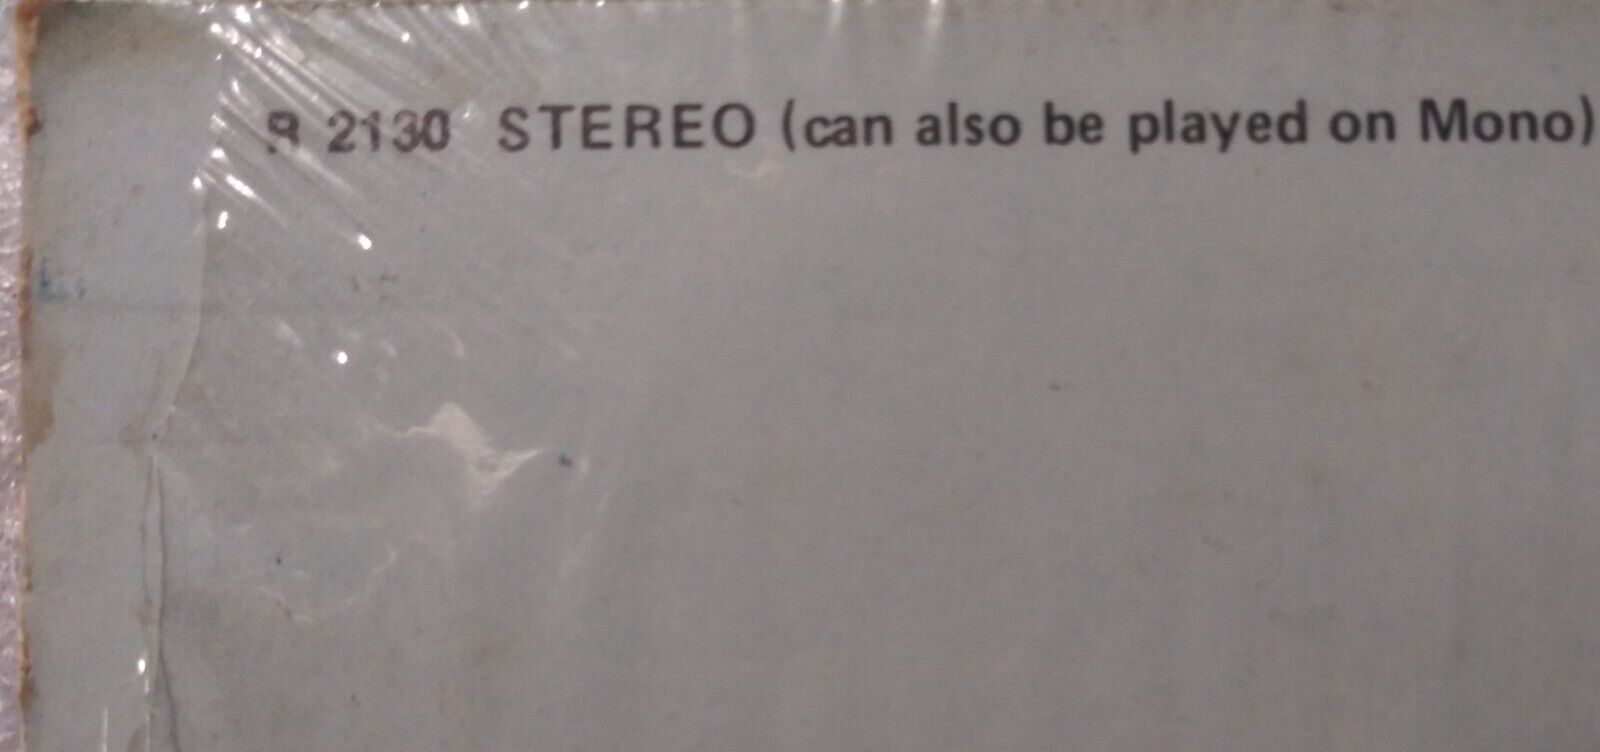 R 2130 STEREO (can also be played on Mono)